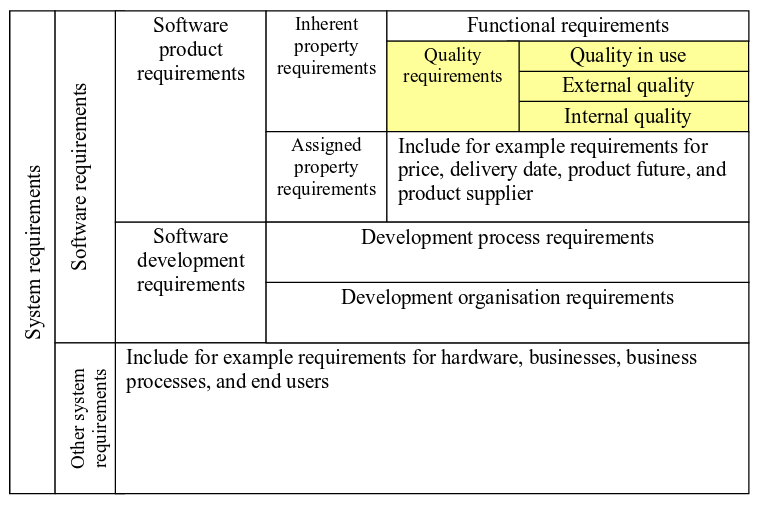 System requirements
Software requirements
Software
product
requirements
Inherent
property
requirements
Functional requirements
Quality
requirements
Quality in use
External quality
Internal quality
Assigned
property
requirements
Include for example requirements for
price, delivery date, product future, and
product supplier
Software
development
requirements
Development process requirements
Development organisation requirements
Other system
requirements
Include for example requirements for hardware, businesses, business
processes, and end users